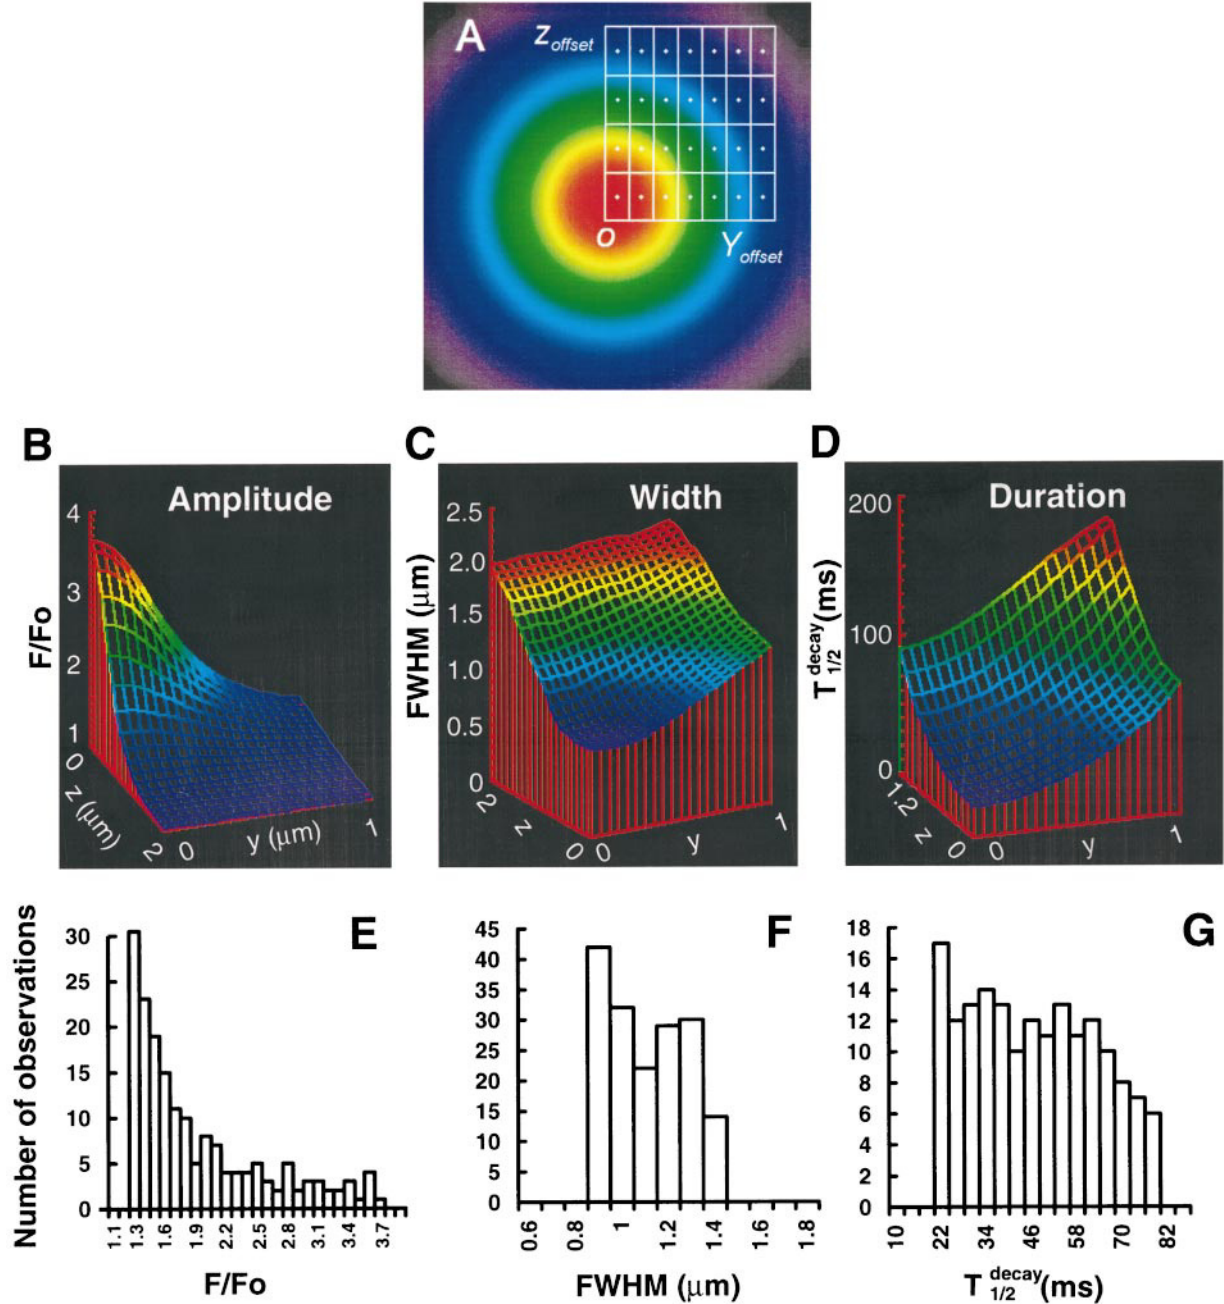 A
Z offset
O
Y offset
B
C
D
Amplitude
Width
Duration
F/Fo
4
3
2
1
0
z (μm)
2
0
y (μm)
1
FWHM (μm)
2.5
2.0
1.5
1.0
0.5
0
2
z
0
0
y
1
T 1/2 decay (ms)
200
100
0
1.2
z
0
0
y
1
E
F
G
Number of observations
30
25
20
15
10
5
0
1.1 1.3 1.6 1.9 2.2 2.5 2.8 3.1 3.4 3.7
F/Fo
45
40
35
30
25
20
15
10
5
0
0.6 0.8 1 1.2 1.4 1.6 1.8
FWHM (μm)
18
16
14
12
10
8
6
4
2
0
10 22 34 46 58 70 82
T 1/2 decay (ms)